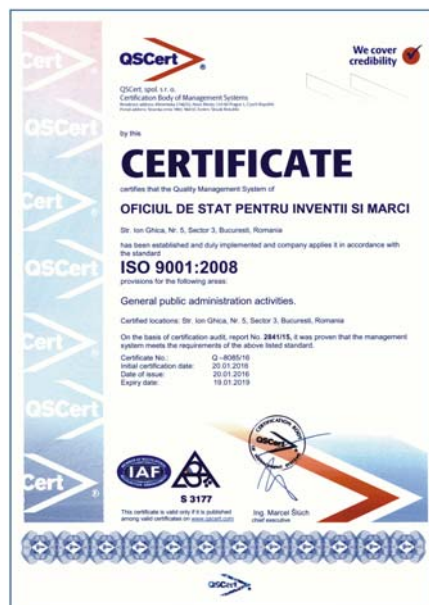 QSCert
®
We cover
credibility
QSCert, spol. s r. o.
Certification Body of Management Systems
by this
CERTIFICATE
certifies that the Quality Management System of
OFICIUL DE STAT PENTRU INVENTII SI MARCI
Str. Ion Ghica, Nr. 5, Sector 3, Bucuresti, Romania
has been established and duly implemented and company applies it in accordance with
the standard
ISO 9001:2008
provisions for the following areas:
General public administration activities.
Certified locations: Str. Ion Ghica, Nr. 5, Sector 3, Bucuresti, Romania
On the basis of certification audit, report No. 2841/15, it was proven that the management
system meets the requirements of the above listed standard.
Certificate No.: Q –8085/16
Initial certification date: 20.01.2016
Date of issue: 20.01.2016
Expiry date: 19.01.2019
IAF
S 3177
CERTIFICATION BODY
QSCert
This certificate is valid only if it is published
among valid certificates on www.qscert.com
Ing. Marcel Šlúch
chief executive
QSCert